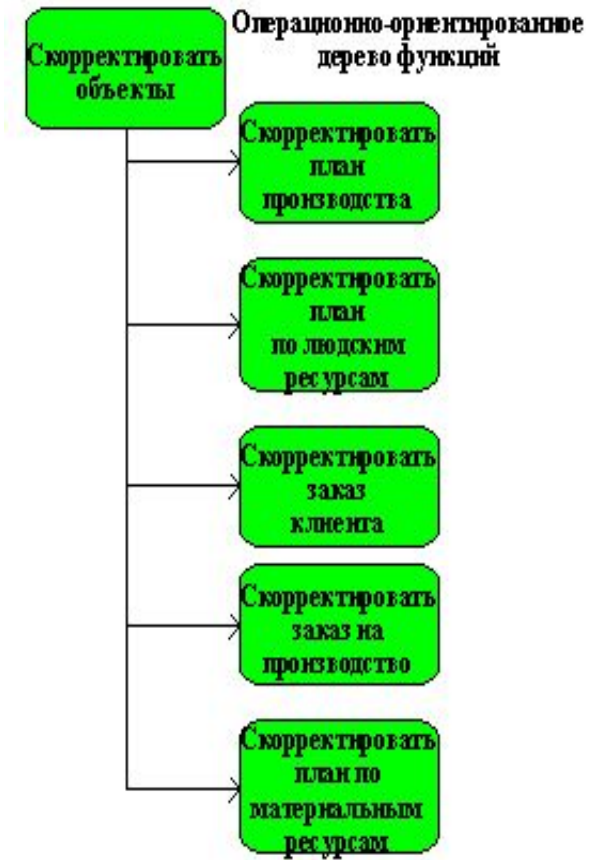 Операционно-ориентированное
дерево функций
Скорректировать
объекты
Скорректировать
план
производства
Скорректировать
план
по людским
ресурсам
Скорректировать
заказ
клиента
Скорректировать
заказ на
производство
Скорректировать
план по
материальным
ресурсам